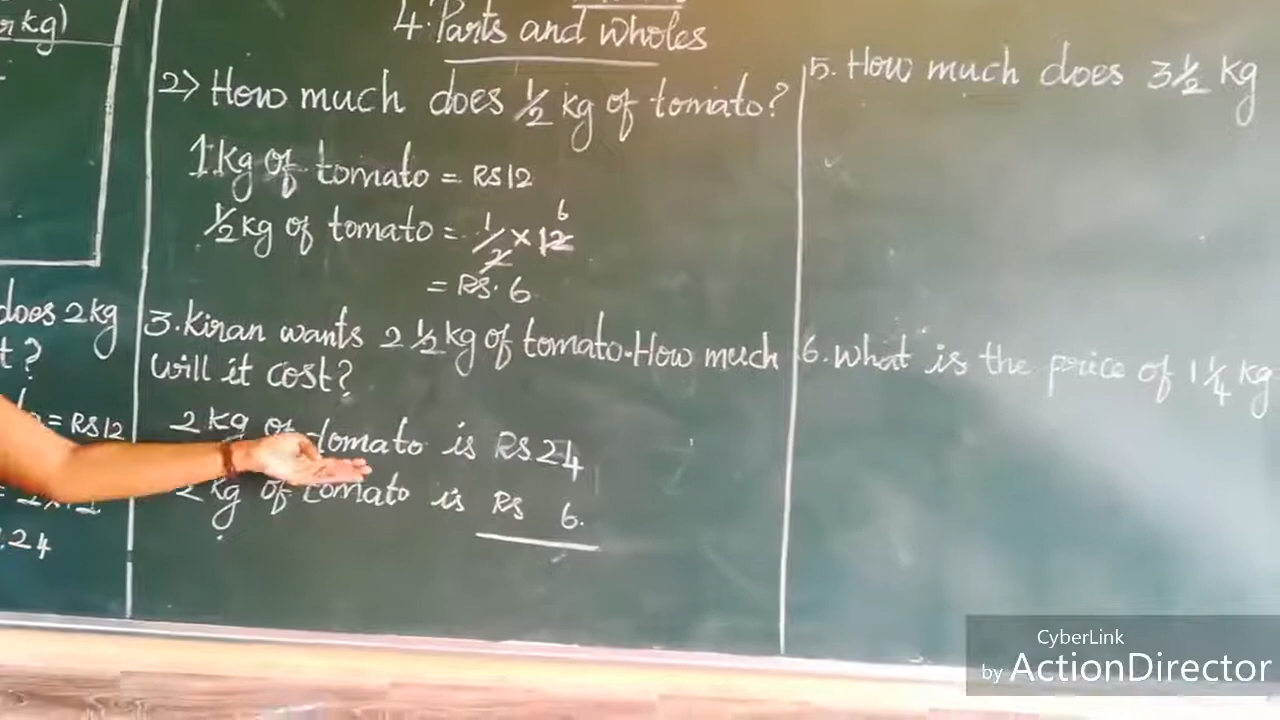 r kg)
does 2kg
t?
= RS 12
24
4. Parts and wholes
2) How much does 1/2 kg of tomato?
1 kg of tomato = RS 12
1/2 kg of tomato = 1/2 × 12 6
= RS. 6
3. Kiran wants 2 1/2 kg of tomato. How much
will it cost?
2 kg of tomato is RS 24
2 kg of tomato is RS 6.
5. How much does 3 1/2 kg
6. What is the price of 1 1/4 kg
CyberLink
by ActionDirector